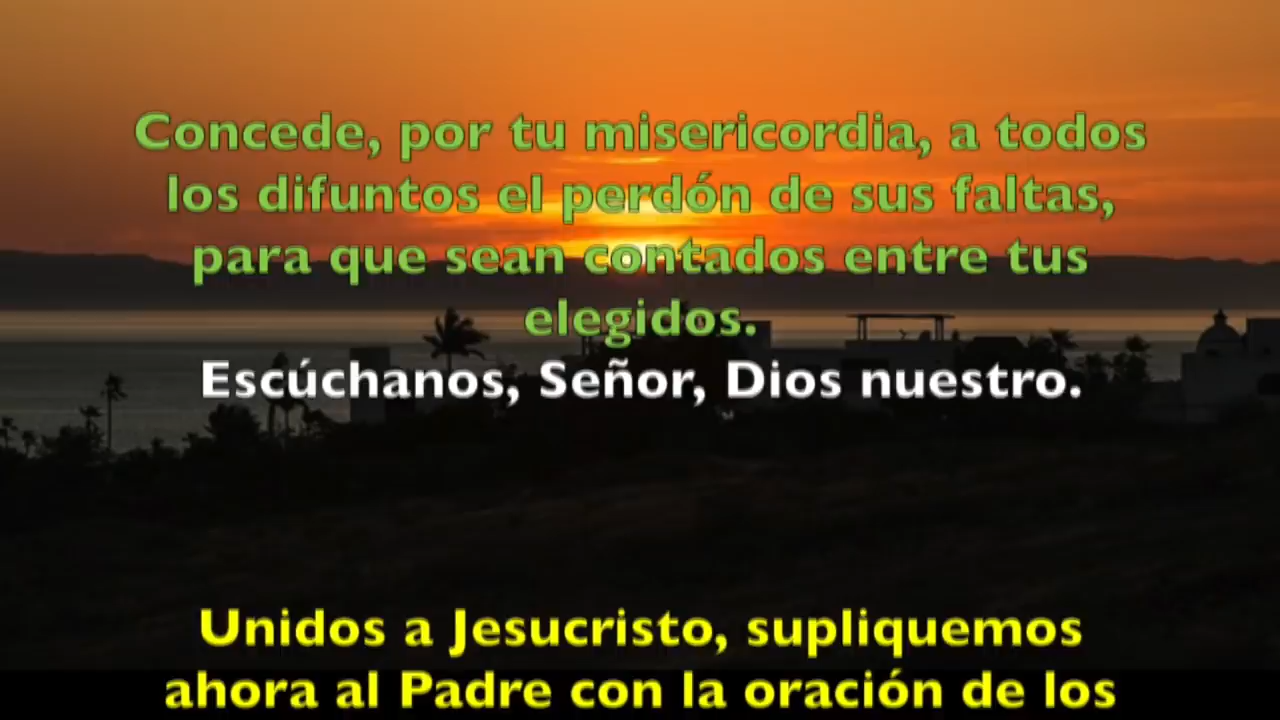 Concede, por tu misericordia, a todos
los difuntos el perdón de sus faltas,
para que sean contados entre tus
elegidos.
Escúchanos, Señor, Dios nuestro.
Unidos a Jesucristo, supliquemos
ahora al Padre con la oración de los